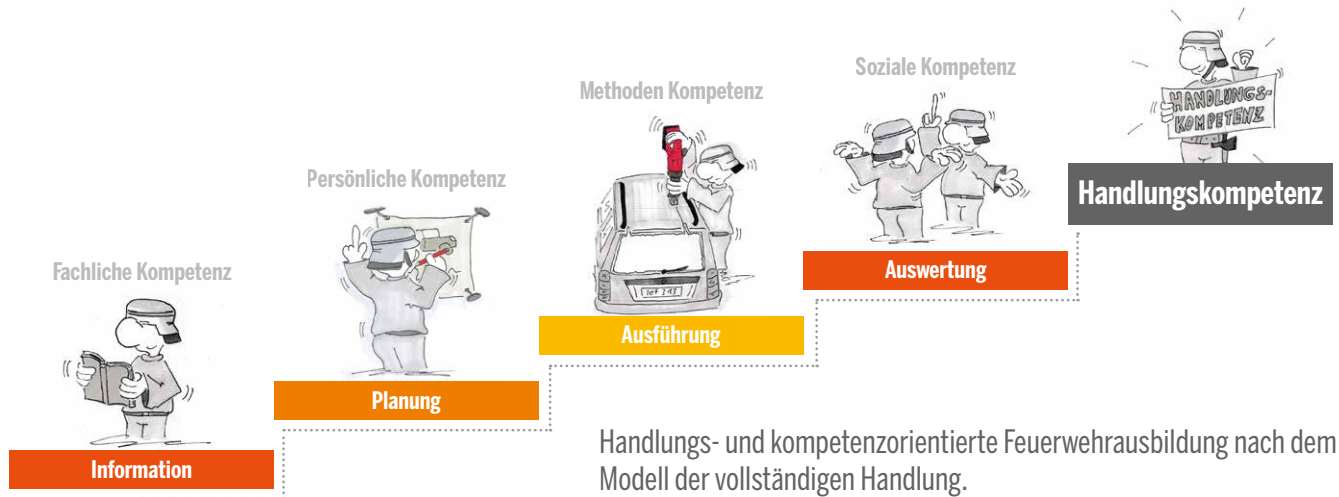 Fachliche Kompetenz
Information
Persönliche Kompetenz
Planung
Methoden Kompetenz
Ausführung
Soziale Kompetenz
Auswertung
HANDLUNGS-
KOMPETENZ
Handlungskompetenz
Handlungs- und kompetenzorientierte Feuerwehrausbildung nach dem
Modell der vollständigen Handlung.